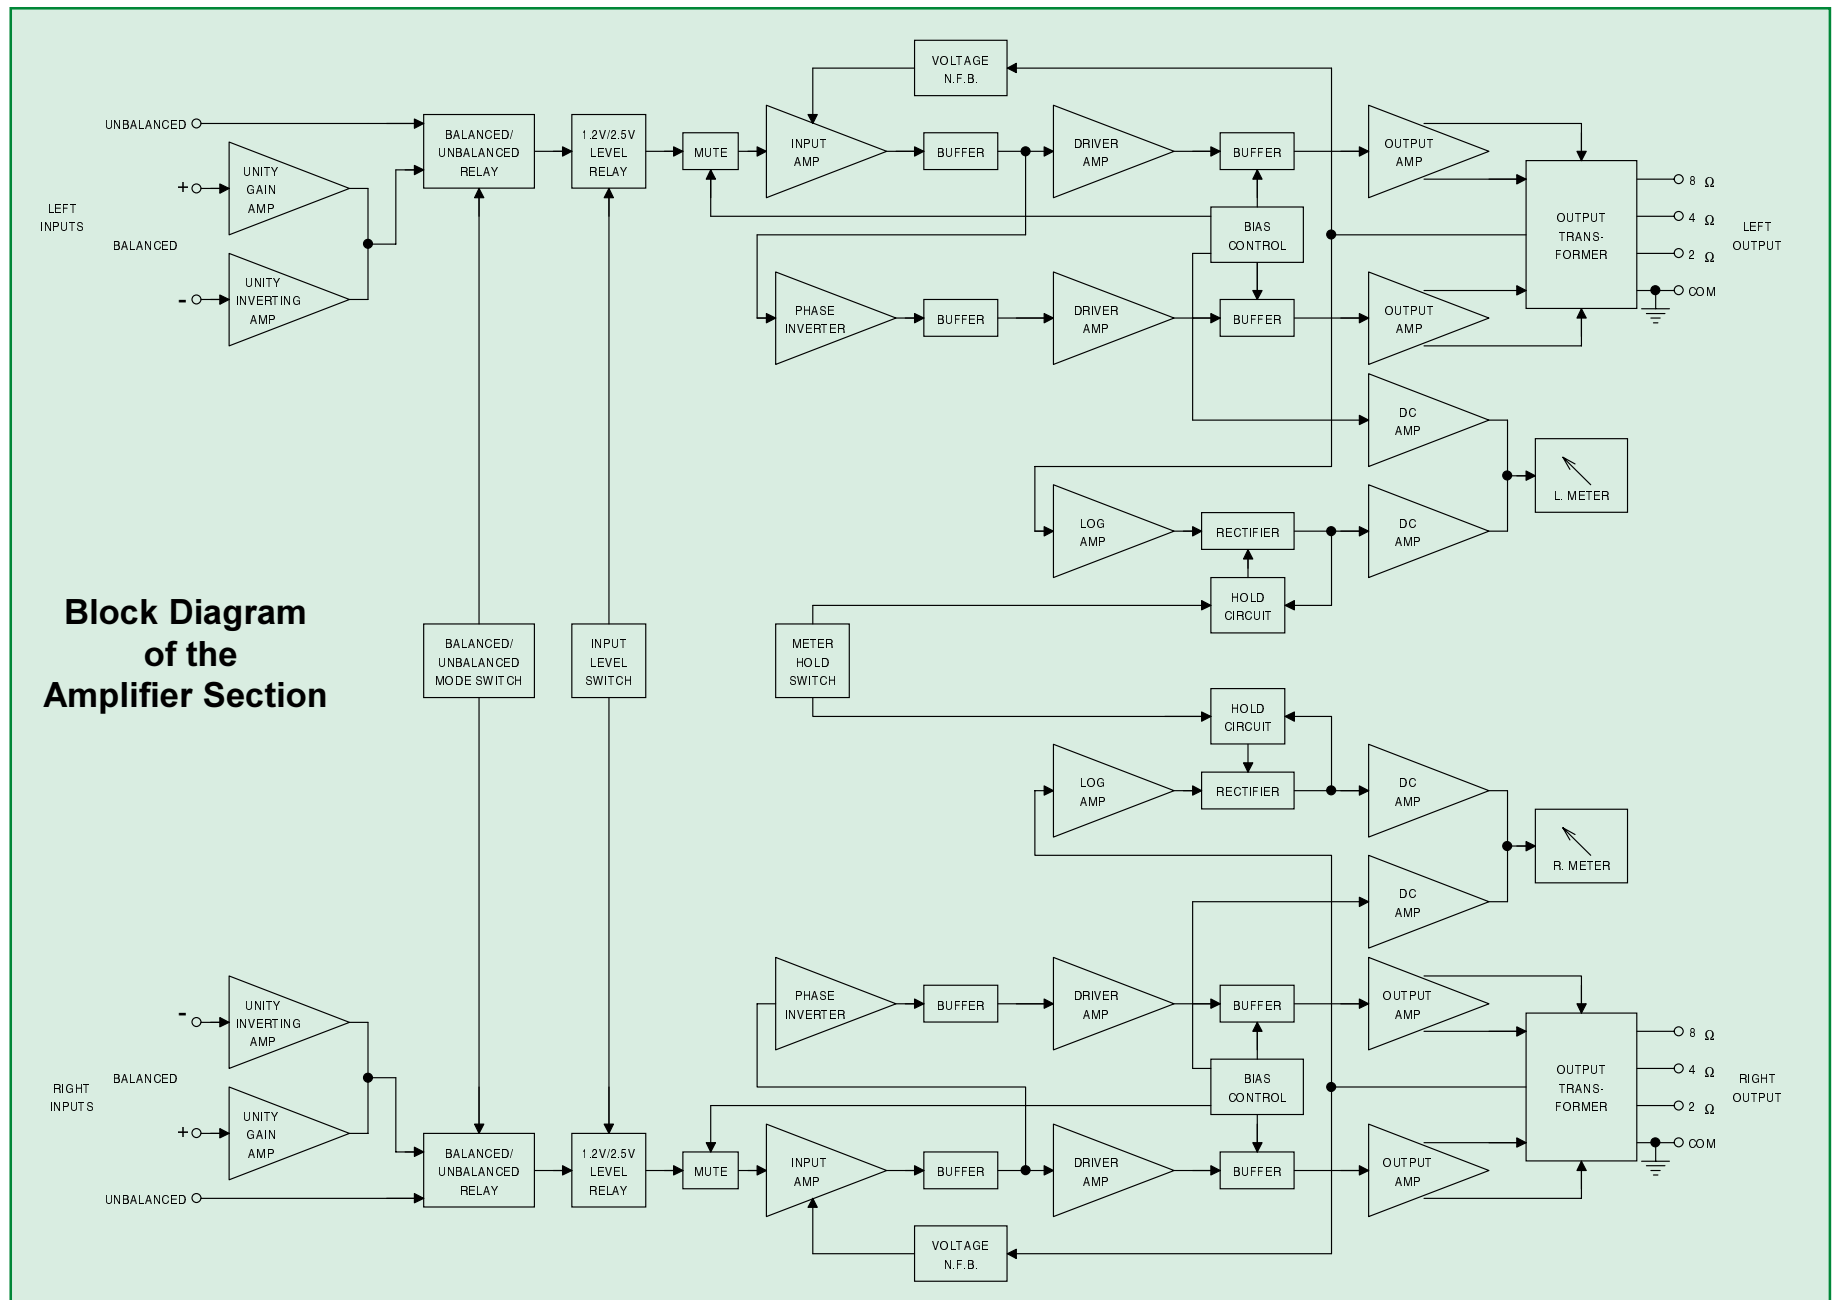 VOLTAGE
N.F.B.
UNBALANCED
BALANCED/
UNBALANCED
RELAY
1.2V/2.5V
LEVEL
RELAY
MUTE
INPUT
AMP
BUFFER
DRIVER
AMP
BUFFER
OUTPUT
AMP
+
UNITY
GAIN
AMP
LEFT
INPUTS
BALANCED
-
UNITY
INVERTING
AMP
BIAS
CONTROL
OUTPUT
TRANS-
FORMER
8 Ω
4 Ω
2 Ω
COM
LEFT
OUTPUT
PHASE
INVERTER
BUFFER
DRIVER
AMP
BUFFER
OUTPUT
AMP
DC
AMP
L. METER
LOG
AMP
RECTIFIER
DC
AMP
HOLD
CIRCUIT
Block Diagram
of the
Amplifier Section
BALANCED/
UNBALANCED
MODE SWITCH
INPUT
LEVEL
SWITCH
METER
HOLD
SWITCH
HOLD
CIRCUIT
LOG
AMP
RECTIFIER
DC
AMP
R. METER
DC
AMP
PHASE
INVERTER
BUFFER
DRIVER
AMP
BUFFER
OUTPUT
AMP
-
UNITY
INVERTING
AMP
RIGHT
INPUTS
BALANCED
+
UNITY
GAIN
AMP
BIAS
CONTROL
OUTPUT
TRANS-
FORMER
8 Ω
4 Ω
2 Ω
COM
RIGHT
OUTPUT
UNBALANCED
BALANCED/
UNBALANCED
RELAY
1.2V/2.5V
LEVEL
RELAY
MUTE
INPUT
AMP
BUFFER
DRIVER
AMP
BUFFER
OUTPUT
AMP
VOLTAGE
N.F.B.